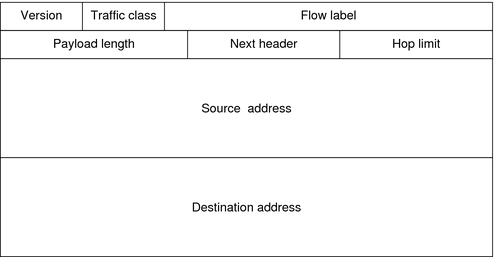 Version Traffic class Flow label
Payload length Next header Hop limit
Source address
Destination address